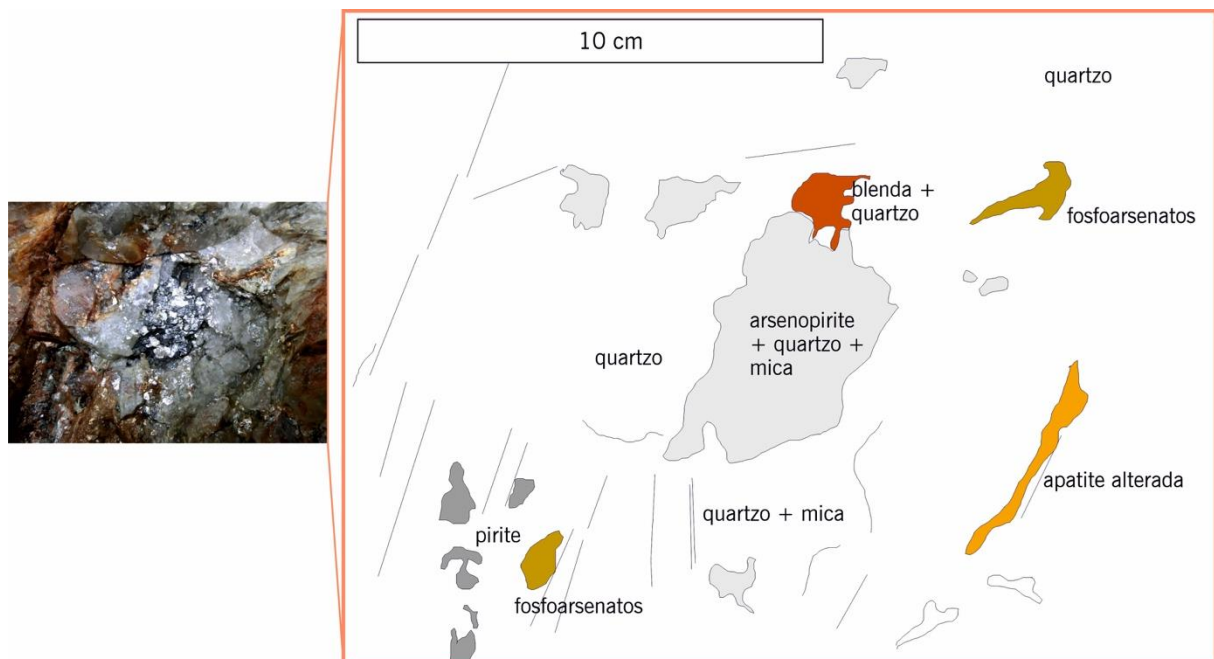 10 cm
quartzo
blenda +
quartzo
fosfoarsenatos
arsenopirite
+ quartzo +
mica
quartzo
apatite alterada
quartzo + mica
pirite
fosfoarsenatos